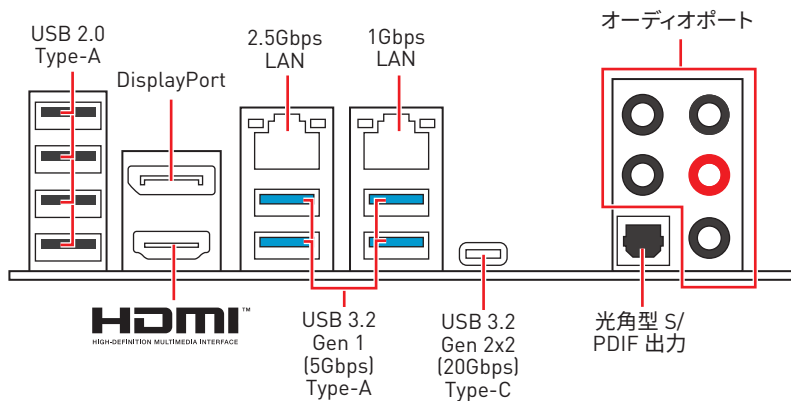 USB 2.0
Type-A
DisplayPort
2.5Gbps
LAN
1Gbps
LAN
オーディオポート
HDMI™
HIGH-DEFINITION MULTIMEDIA INTERFACE
USB 3.2
Gen 1
(5Gbps)
Type-A
USB 3.2
Gen 2x2
(20Gbps)
Type-C
光角型 S/
PDIF 出力